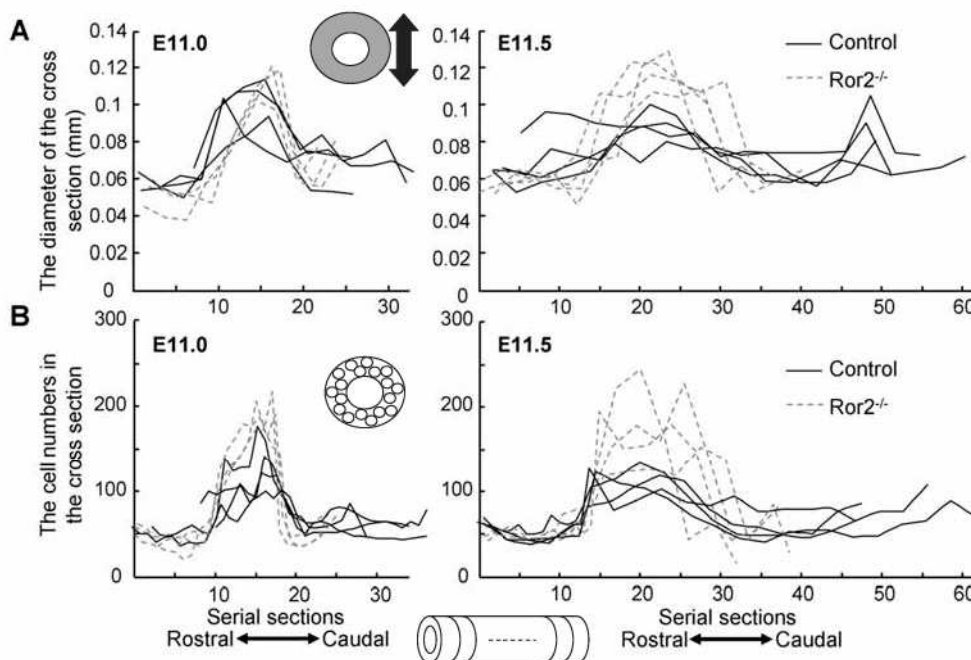 A
E11.0
E11.5
Control
Ror2-/-
The diameter of the cross
section (mm)
0.14
0.12
0.1
0.08
0.06
0.04
0.02
0
10
20
30
0.14
0.12
0.1
0.08
0.06
0.04
0.02
0
10
20
30
40
50
60
B
E11.0
E11.5
Control
Ror2-/-
The cell numbers in
the cross section
300
200
100
0
10
20
30
300
200
100
0
10
20
30
40
50
60
Serial sections
Rostral Caudal
Serial sections
Rostral Caudal